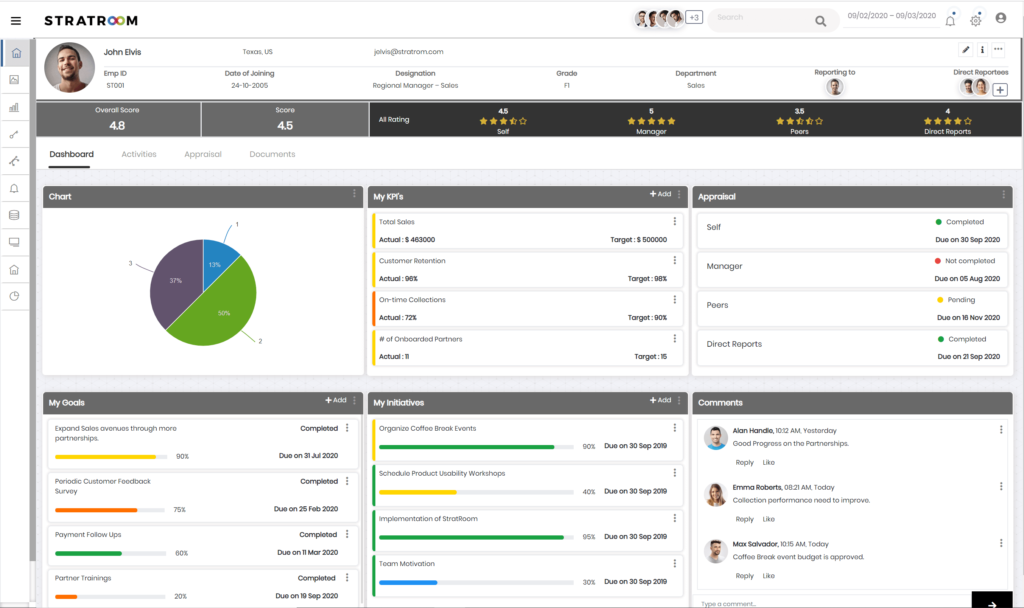 STRATROOM
+3
Search
09/02/2020 – 09/03/2020
John Elvis
Texas, US
jelvis@stratrom.com
Emp ID
Date of Joining
Designation
Grade
Department
Reporting to
Direct Reportees
ST001
24-10-2005
Regional Manager – Sales
F1
Sales
Overall Score
4.8
Score
4.5
All Rating
4.5
Self
5
Manager
3.5
Peers
4
Direct Reports
Dashboard
Activities
Appraisal
Documents
Chart
1
13%
3
37%
50%
2
My KPI's
+ Add
Total Sales
Actual : $ 463000
Target : $ 500000
Customer Retention
Actual : 96%
Target : 98%
On-time Collections
Actual : 72%
Target : 90%
# of Onboarded Partners
Actual : 11
Target : 15
Appraisal
Self
Completed
Due on 30 Sep 2020
Manager
Not completed
Due on 05 Aug 2020
Peers
Pending
Due on 16 Nov 2020
Direct Reports
Completed
Due on 21 Sep 2020
My Goals
+ Add
Expand Sales avenues through more
partnerships.
Completed
90%
Due on 31 Jul 2020
Periodic Customer Feedback
Survey
Completed
75%
Due on 25 Feb 2020
Payment Follow Ups
Completed
60%
Due on 11 Mar 2020
Partner Trainings
Completed
20%
Due on 19 Sep 2020
My Initiatives
+ Add
Organize Coffee Break Events
90%
Due on 30 Sep 2019
Schedule Product Usability Workshops
40%
Due on 30 Sep 2019
Implementation of StratRoom
95%
Due on 30 Sep 2019
Team Motivation
30%
Due on 30 Sep 2019
Comments
Alan Handle, 10:12 AM, Yesterday
Good Progress on the Partnerships.
Reply Like
Emma Roberts, 08:21 AM, Today
Collection performance need to improve.
Reply Like
Max Salvador, 10:15 AM, Today
Coffee Break event budget is approved.
Reply Like
Type a comment...